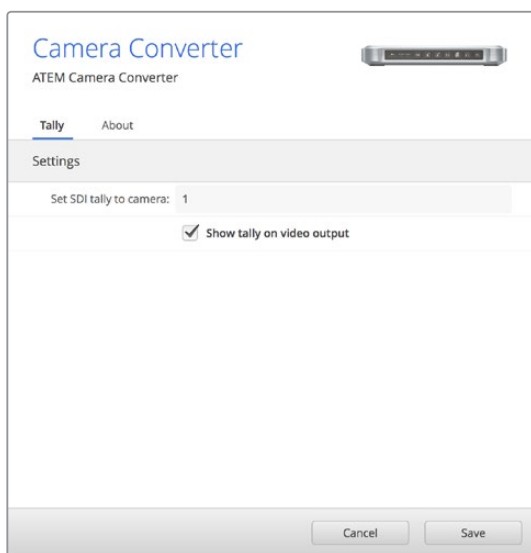 Camera Converter
ATEM Camera Converter
Tally About
Settings
Set SDI tally to camera: 1
Show tally on video output
Cancel Save